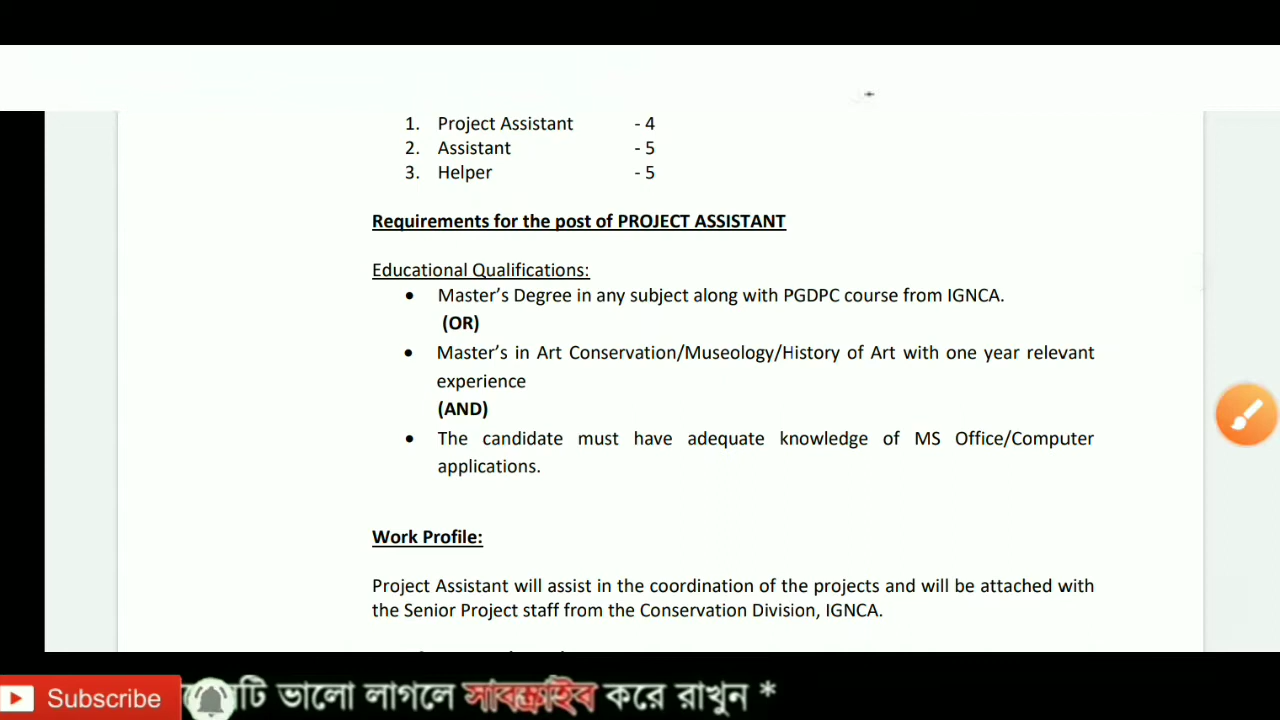 1. Project Assistant - 4
2. Assistant - 5
3. Helper - 5
Requirements for the post of PROJECT ASSISTANT
Educational Qualifications:
• Master's Degree in any subject along with PGDPC course from IGNCA.
(OR)
• Master's in Art Conservation/Museology/History of Art with one year relevant
experience
(AND)
• The candidate must have adequate knowledge of MS Office/Computer
applications.
Work Profile:
Project Assistant will assist in the coordination of the projects and will be attached with
the Senior Project staff from the Conservation Division, IGNCA.
Subscribe টি ভালো লাগলে সাবস্ক্রাইব করে রাখুন *